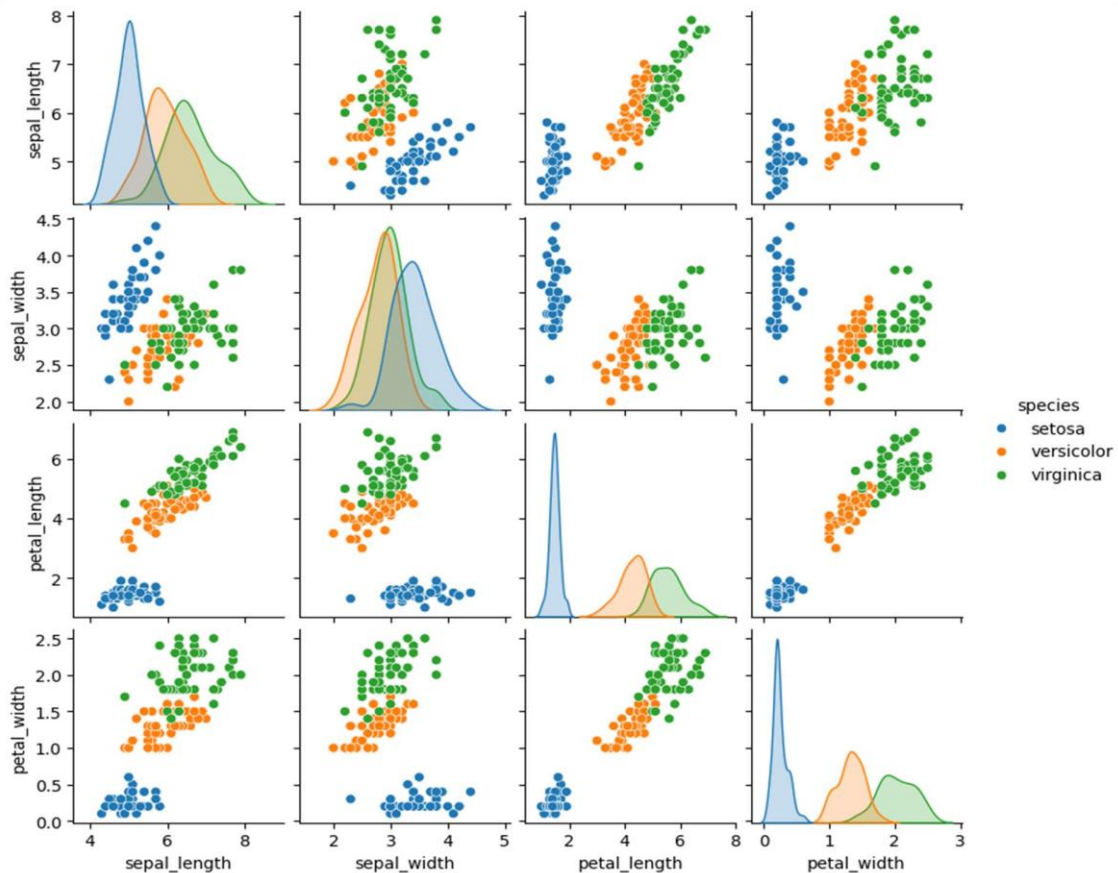 8
7
6
5
sepal_length
4.5
4.0
3.5
3.0
2.5
2.0
sepal_width
6
4
2
petal_length
2.5
2.0
1.5
1.0
0.5
0.0
petal_width
4 6 8
sepal_length
2 3 4 5
sepal_width
2 4 6 8
petal_length
0 1 2 3
petal_width
species
setosa
versicolor
virginica